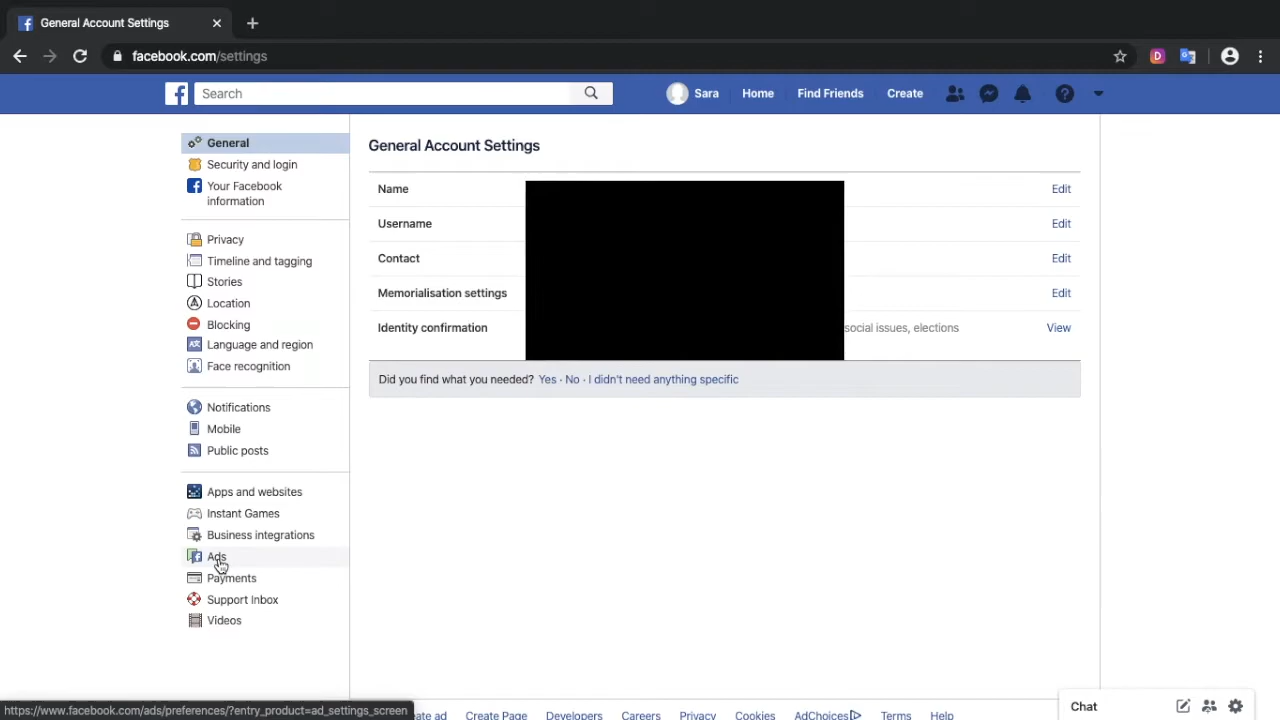 General Account Settings
facebook.com/settings
Search
Sara
Home
Find Friends
Create
General
Security and login
Your Facebook
information
Privacy
Timeline and tagging
Stories
Location
Blocking
Language and region
Face recognition
Notifications
Mobile
Public posts
Apps and websites
Instant Games
Business integrations
Ads
Payments
Support Inbox
Videos
General Account Settings
Name Edit
Username Edit
Contact Edit
Memorialisation settings Edit
Identity confirmation social issues, elections View
Did you find what you needed? Yes · No · I didn't need anything specific
https://www.facebook.com/ads/preferences/?entry_product=ad_settings_screen
ad Create Page Developers Careers Privacy Cookies AdChoices Terms Help
Chat